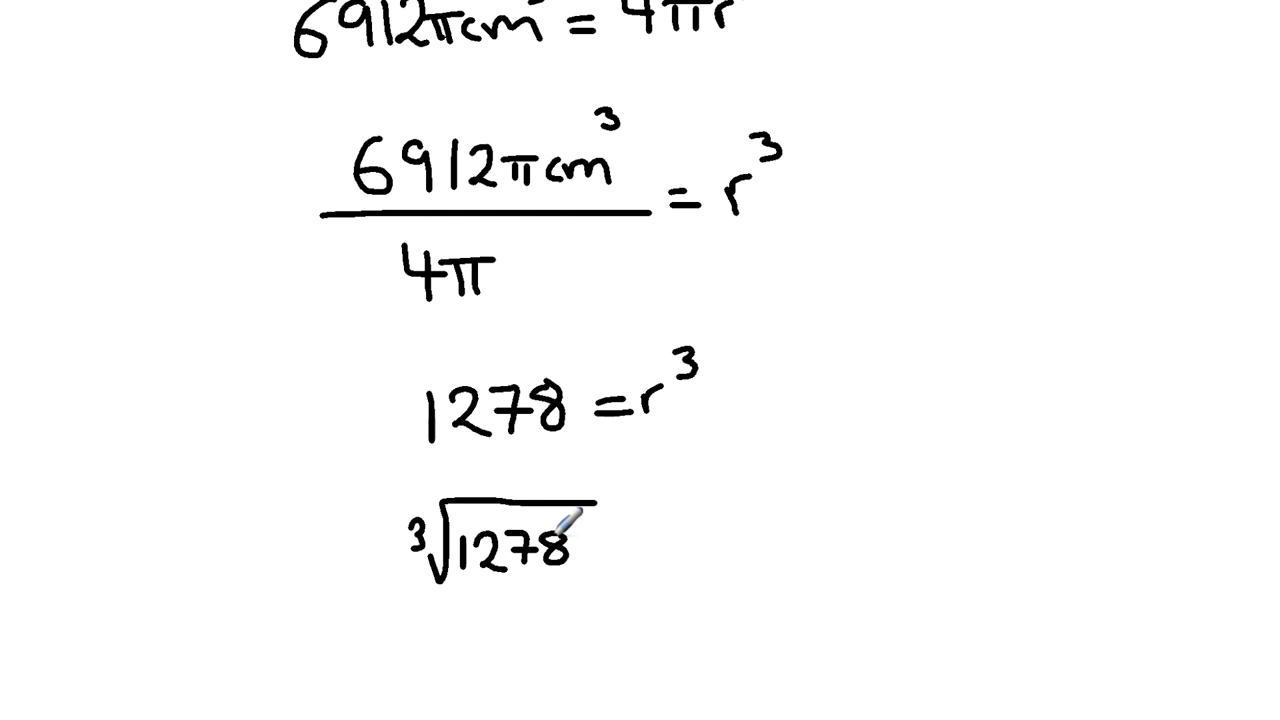 6912πcm = 4πr
6912πcm³
4π
= r³
1278 = r³
³√1278